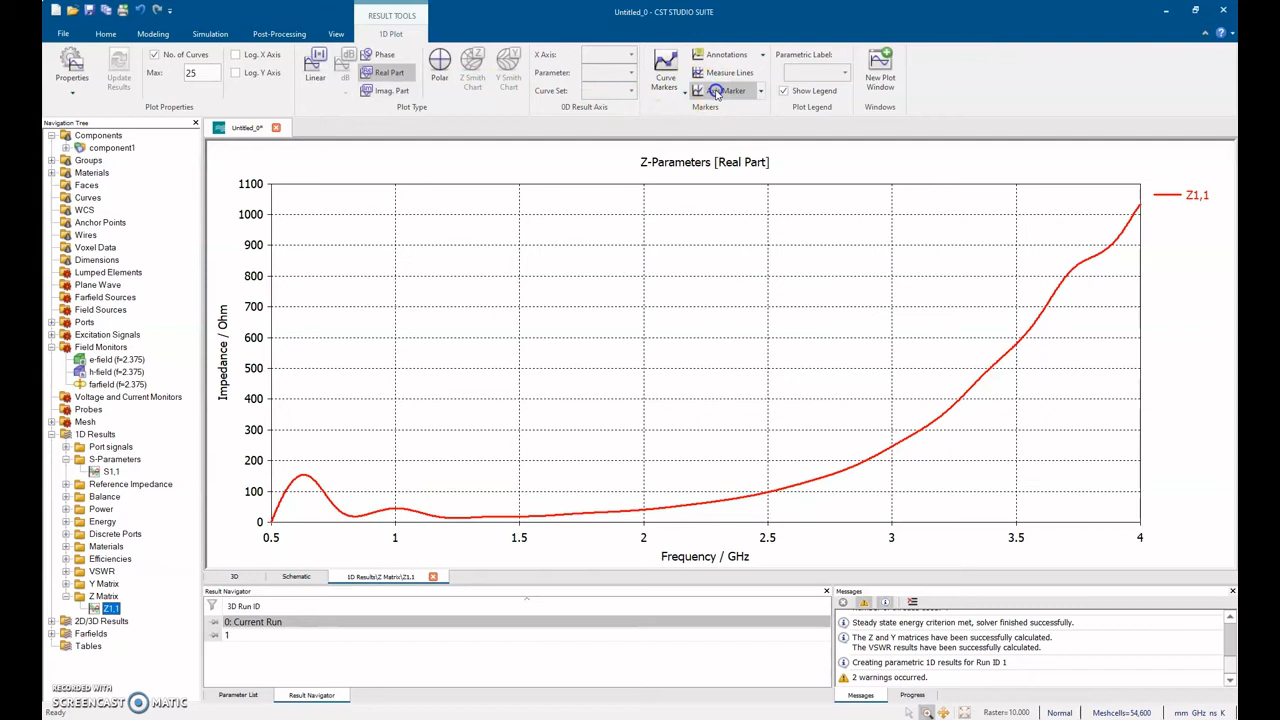 Untitled_0 - CST STUDIO SUITE
RESULT TOOLS
File
Home
Modeling
Simulation
Post-Processing
View
1D Plot
Properties
Update Results
No. of Curves
Max: 25
Log. X Axis
Log. Y Axis
Plot Properties
Linear
dB
Phase
Real Part
Imag. Part
Polar
Z Smith Chart
Y Smith Chart
Plot Type
X Axis:
Parameter:
Curve Set:
0D Result Axis
Curve Markers
Annotations
Measure Lines
Axis Marker
Markers
Parametric Label:
Show Legend
Plot Legend
New Plot Window
Windows
Navigation Tree
Components
component1
Groups
Materials
Faces
Curves
WCS
Anchor Points
Wires
Voxel Data
Dimensions
Lumped Elements
Plane Wave
Farfield Sources
Field Sources
Ports
Excitation Signals
Field Monitors
e-field (f=2.375)
h-field (f=2.375)
farfield (f=2.375)
Voltage and Current Monitors
Probes
Mesh
1D Results
Port signals
S-Parameters
S1,1
Reference Impedance
Balance
Power
Energy
Discrete Ports
Materials
Efficiencies
VSWR
Y Matrix
Z Matrix
Z1,1
2D/3D Results
Farfields
Tables
Untitled_0*
Z-Parameters [Real Part]
1100
1000
900
800
700
600
500
400
300
200
100
0
Impedance / Ohm
0.5
1
1.5
2
2.5
3
3.5
4
Frequency / GHz
Z1,1
3D
Schematic
1D Results\Z Matrix\Z1,1
Result Navigator
3D Run ID
0: Current Run
1
Parameter List
Result Navigator
Messages
Steady state energy criterion met, solver finished successfully.
The Z and Y matrices have been successfully calculated.
The VSWR results have been successfully calculated.
Creating parametric 1D results for Run ID 1
2 warnings occurred.
Messages
Progress
RECORDED WITH
SCREENCAST MATIC
Ready
Raster=10.000
Normal
Meshcells=54,600
mm GHz ns K